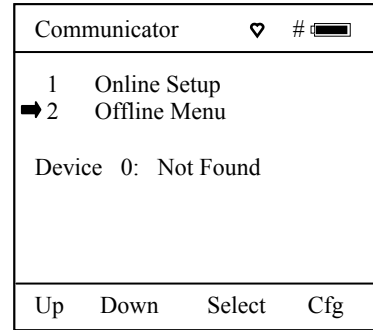 Communicator ♥ #
1 Online Setup
2 Offline Menu
Device 0: Not Found
Up Down Select Cfg